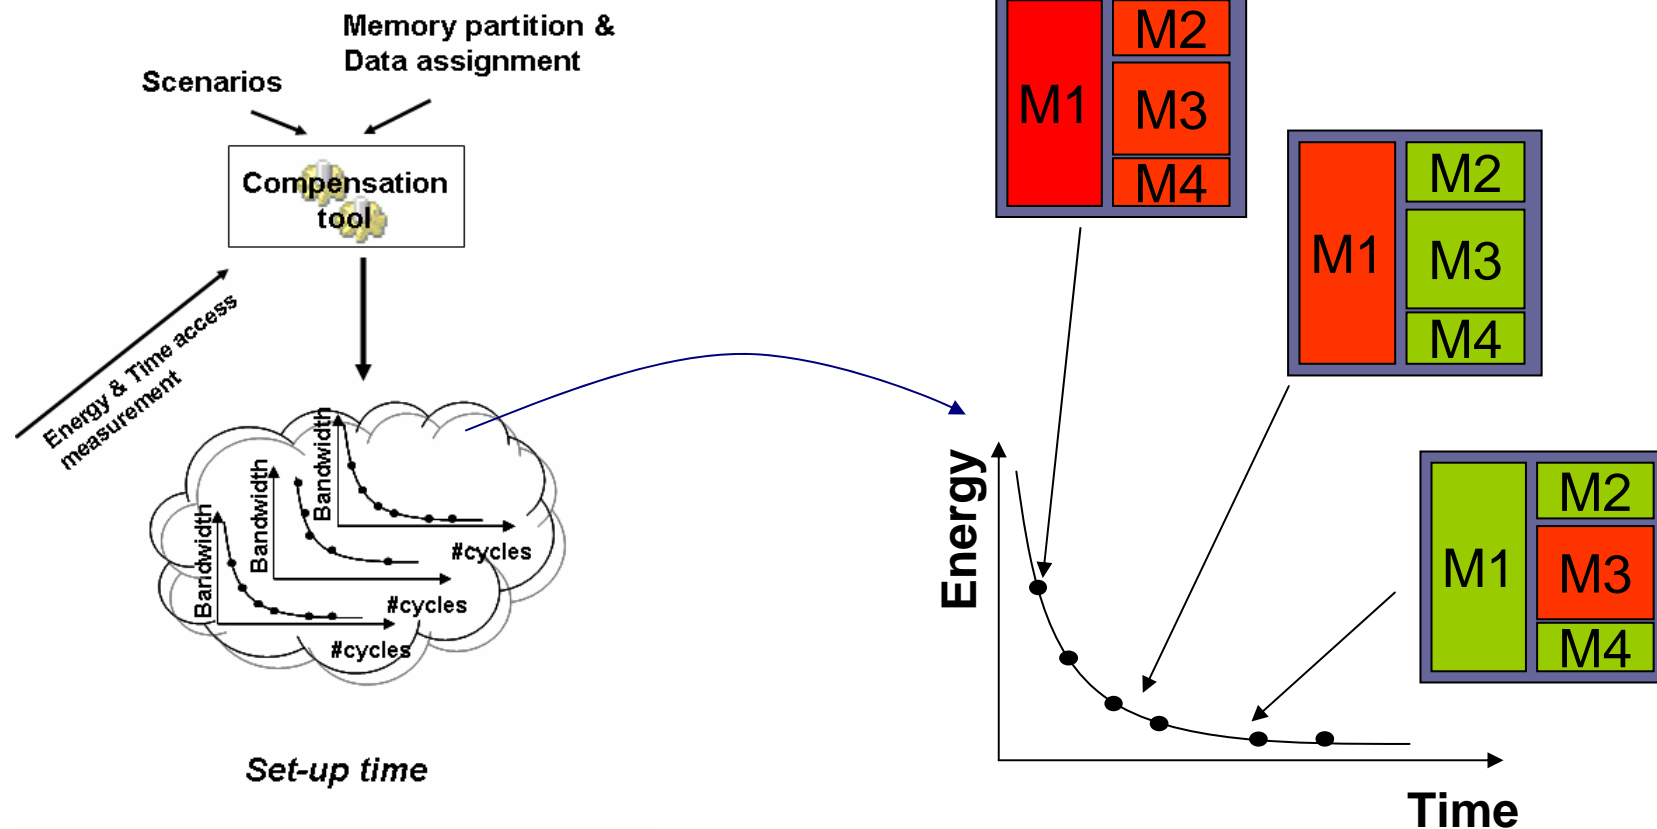 Memory partition &
Data assignment
Scenarios
Compensation
tool
Energy & Time access
measurement
Bandwidth
#cycles
Bandwidth
#cycles
Bandwidth
#cycles
Set-up time
M1
M2
M3
M4
M1
M2
M3
M4
M1
M2
M3
M4
Energy
Time